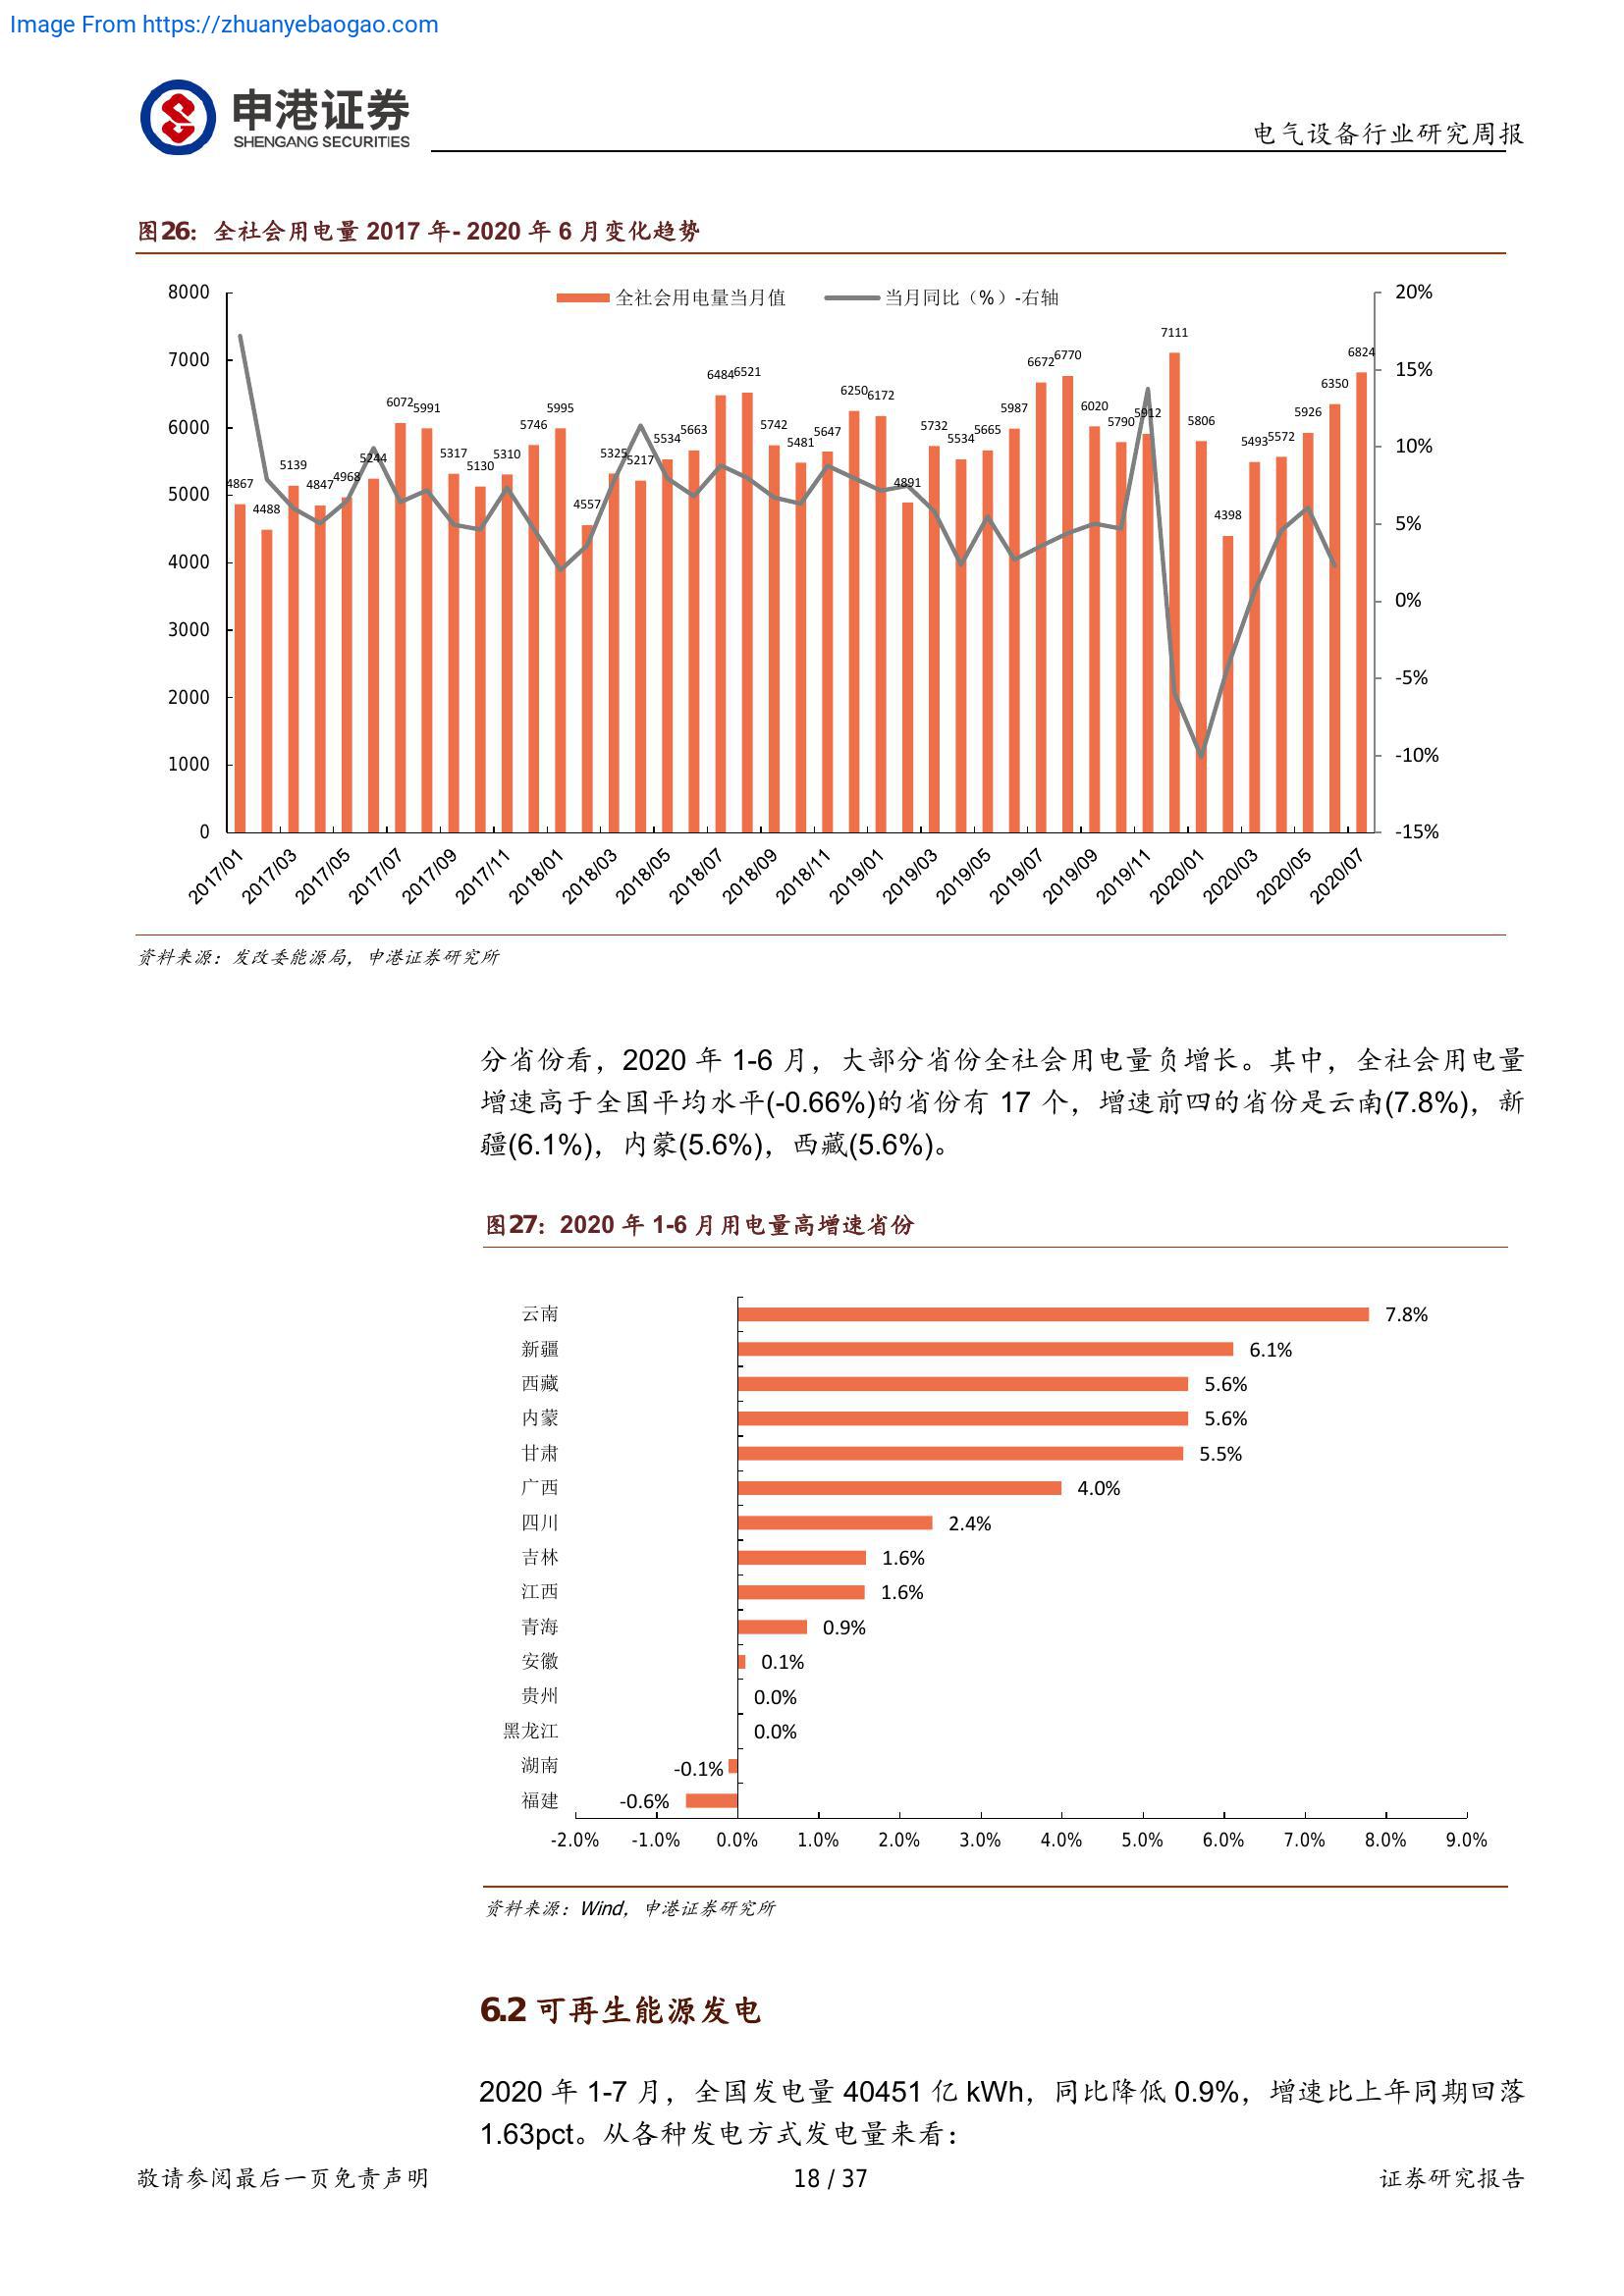 Image From https://zhuanyebaogao.com
申港证券
SHENGANG SECURITIES
电气设备行业研究周报
图26：全社会用电量 2017 年- 2020 年 6 月变化趋势
全社会用电量当月值 当月同比（%）-右轴
8000
7000
6000
5000
4000
3000
2000
1000
0
20%
15%
10%
5%
0%
-5%
-10%
-15%
4867 4488 5139 4847 4968 5244 6072 5991 5317 5130 5310 5746 5995 4557 5325 5217 5534 5663 6484 6521 5742 5481 5647 6250 6172 4891 5732 5534 5665 5987 6672 6770 6020 5790 5912 7111 5806 4398 5493 5572 5926 6350 6824
2017/01 2017/03 2017/05 2017/07 2017/09 2017/11 2018/01 2018/03 2018/05 2018/07 2018/09 2018/11 2019/01 2019/03 2019/05 2019/07 2019/09 2019/11 2020/01 2020/03 2020/05 2020/07
资料来源：发改委能源局，申港证券研究所
分省份看，2020 年 1-6 月，大部分省份全社会用电量负增长。其中，全社会用电量
增速高于全国平均水平(-0.66%)的省份有 17 个，增速前四的省份是云南(7.8%)，新
疆(6.1%)，内蒙(5.6%)，西藏(5.6%)。
图27：2020 年 1-6 月用电量高增速省份
云南 7.8%
新疆 6.1%
西藏 5.6%
内蒙 5.6%
甘肃 5.5%
广西 4.0%
四川 2.4%
吉林 1.6%
江西 1.6%
青海 0.9%
安徽 0.1%
贵州 0.0%
黑龙江 0.0%
湖南 -0.1%
福建 -0.6%
-2.0% -1.0% 0.0% 1.0% 2.0% 3.0% 4.0% 5.0% 6.0% 7.0% 8.0% 9.0%
资料来源：Wind，申港证券研究所
6.2 可再生能源发电
2020 年 1-7 月，全国发电量 40451 亿 kWh，同比降低 0.9%，增速比上年同期回落
1.63pct。从各种发电方式发电量来看：
敬请参阅最后一页免责声明 18 / 37 证券研究报告